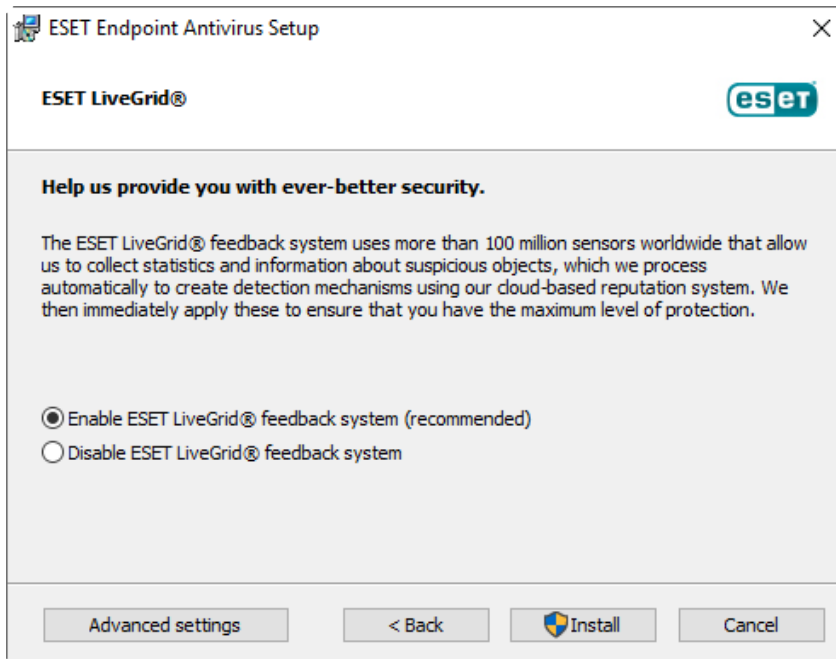 ESET Endpoint Antivirus Setup
ESET LiveGrid®
eseT
Help us provide you with ever-better security.
The ESET LiveGrid® feedback system uses more than 100 million sensors worldwide that allow
us to collect statistics and information about suspicious objects, which we process
automatically to create detection mechanisms using our cloud-based reputation system. We
then immediately apply these to ensure that you have the maximum level of protection.
Enable ESET LiveGrid® feedback system (recommended)
Disable ESET LiveGrid® feedback system
Advanced settings
< Back
Install
Cancel